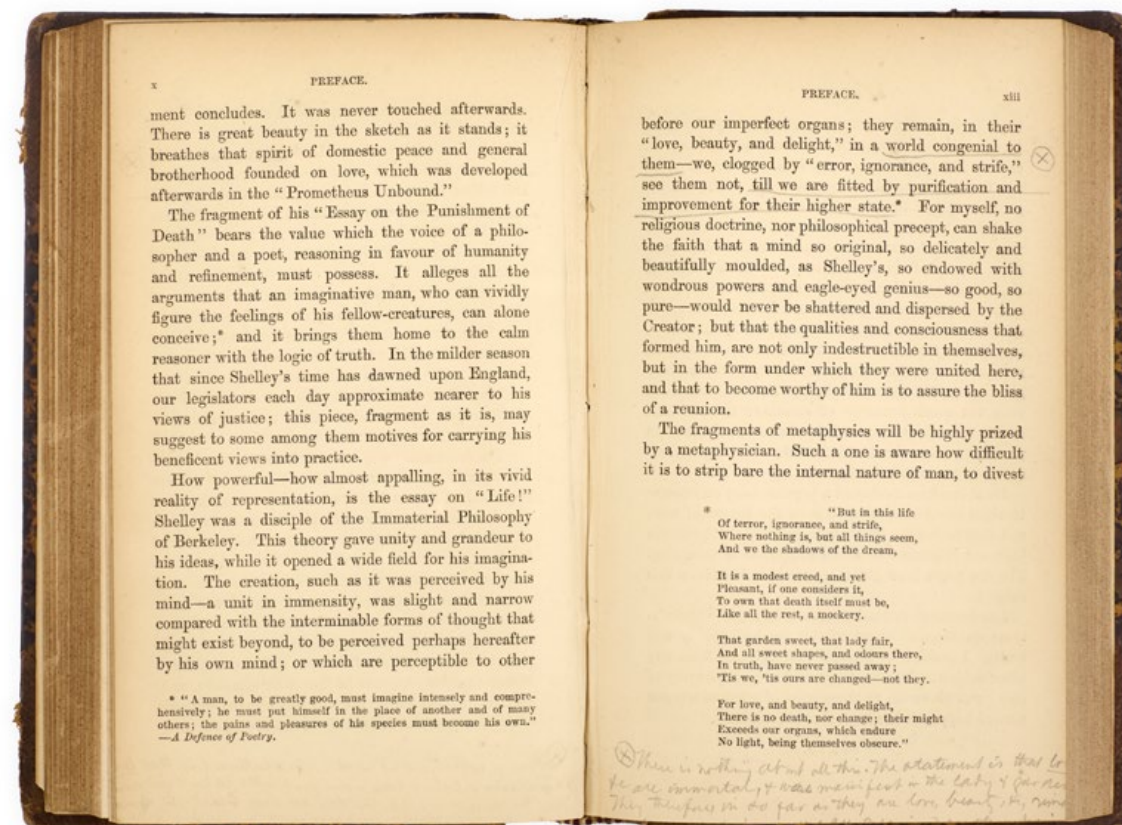 x
PREFACE.
ment concludes. It was never touched afterwards.
There is great beauty in the sketch as it stands; it
breathes that spirit of domestic peace and general
brotherhood founded on love, which was developed
afterwards in the “Prometheus Unbound.”
The fragment of his “Essay on the Punishment of
Death” bears the value which the voice of a philo-
sopher and a poet, reasoning in favour of humanity
and refinement, must possess. It alleges all the
arguments that an imaginative man, who can vividly
figure the feelings of his fellow-creatures, can alone
conceive;* and it brings them home to the calm
reasoner with the logic of truth. In the milder season
that since Shelley’s time has dawned upon England,
our legislators each day approximate nearer to his
views of justice; this piece, fragment as it is, may
suggest to some among them motives for carrying his
beneficent views into practice.
How powerful—how almost appalling, in its vivid
reality of representation, is the essay on “Life!”
Shelley was a disciple of the Immaterial Philosophy
of Berkeley. This theory gave unity and grandeur to
his ideas, while it opened a wide field for his imagina-
tion. The creation, such as it was perceived by his
mind—a unit in immensity, was slight and narrow
compared with the interminable forms of thought that
might exist beyond, to be perceived perhaps hereafter
by his own mind; or which are perceptible to other
* “A man, to be greatly good, must imagine intensely and compre-
hensively; he must put himself in the place of another and of many
others; the pains and pleasures of his species must become his own.”
—A Defence of Poetry.
PREFACE.
xiii
before our imperfect organs; they remain, in their
“love, beauty, and delight,” in a world congenial to
them—we, clogged by “error, ignorance, and strife,”
see them not, till we are fitted by purification and
improvement for their higher state.* For myself, no
religious doctrine, nor philosophical precept, can shake
the faith that a mind so original, so delicately and
beautifully moulded, as Shelley’s, so endowed with
wondrous powers and eagle-eyed genius—so good, so
pure—would never be shattered and dispersed by the
Creator; but that the qualities and consciousness that
formed him, are not only indestructible in themselves,
but in the form under which they were united here,
and that to become worthy of him is to assure the bliss
of a reunion.
The fragments of metaphysics will be highly prized
by a metaphysician. Such a one is aware how difficult
it is to strip bare the internal nature of man, to divest
* “But in this life
Of terror, ignorance, and strife,
Where nothing is, but all things seem,
And we the shadows of the dream,
It is a modest creed, and yet
Pleasant, if one considers it,
To own that death itself must be,
Like all the rest, a mockery.
That garden sweet, that lady fair,
And all sweet shapes, and odours there,
In truth, have never passed away;
’Tis we, ’tis ours are changed—not they.
For love, and beauty, and delight,
There is no death, nor change; their might
Exceeds our organs, which endure
No light, being themselves obscure.”
There is nothing about all this. The statement is that
are immortal, & were manifest in the lady &
They therefore in so far as they are love, beauty,